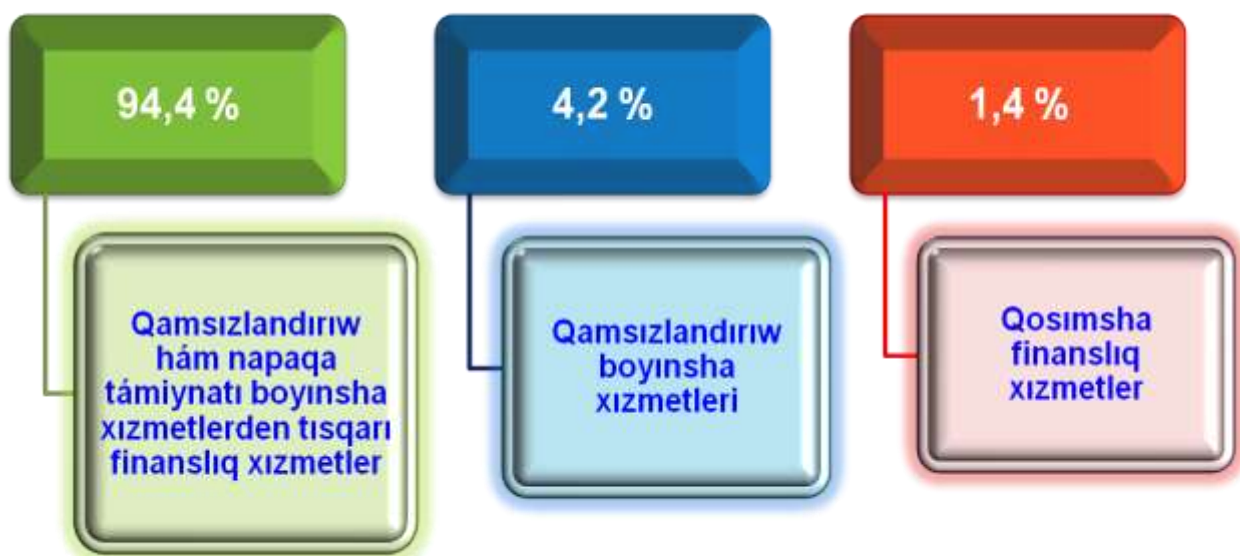 94,4 %
4,2 %
1,4 %
Qamsızlandırıw
hám napaqa
támiynatı boyınsha
xızmetlerden tısqarı
finanslıq xızmetler
Qamsızlandırıw
boyınsha
xızmetleri
Qosımsha
finanslıq
xızmetler